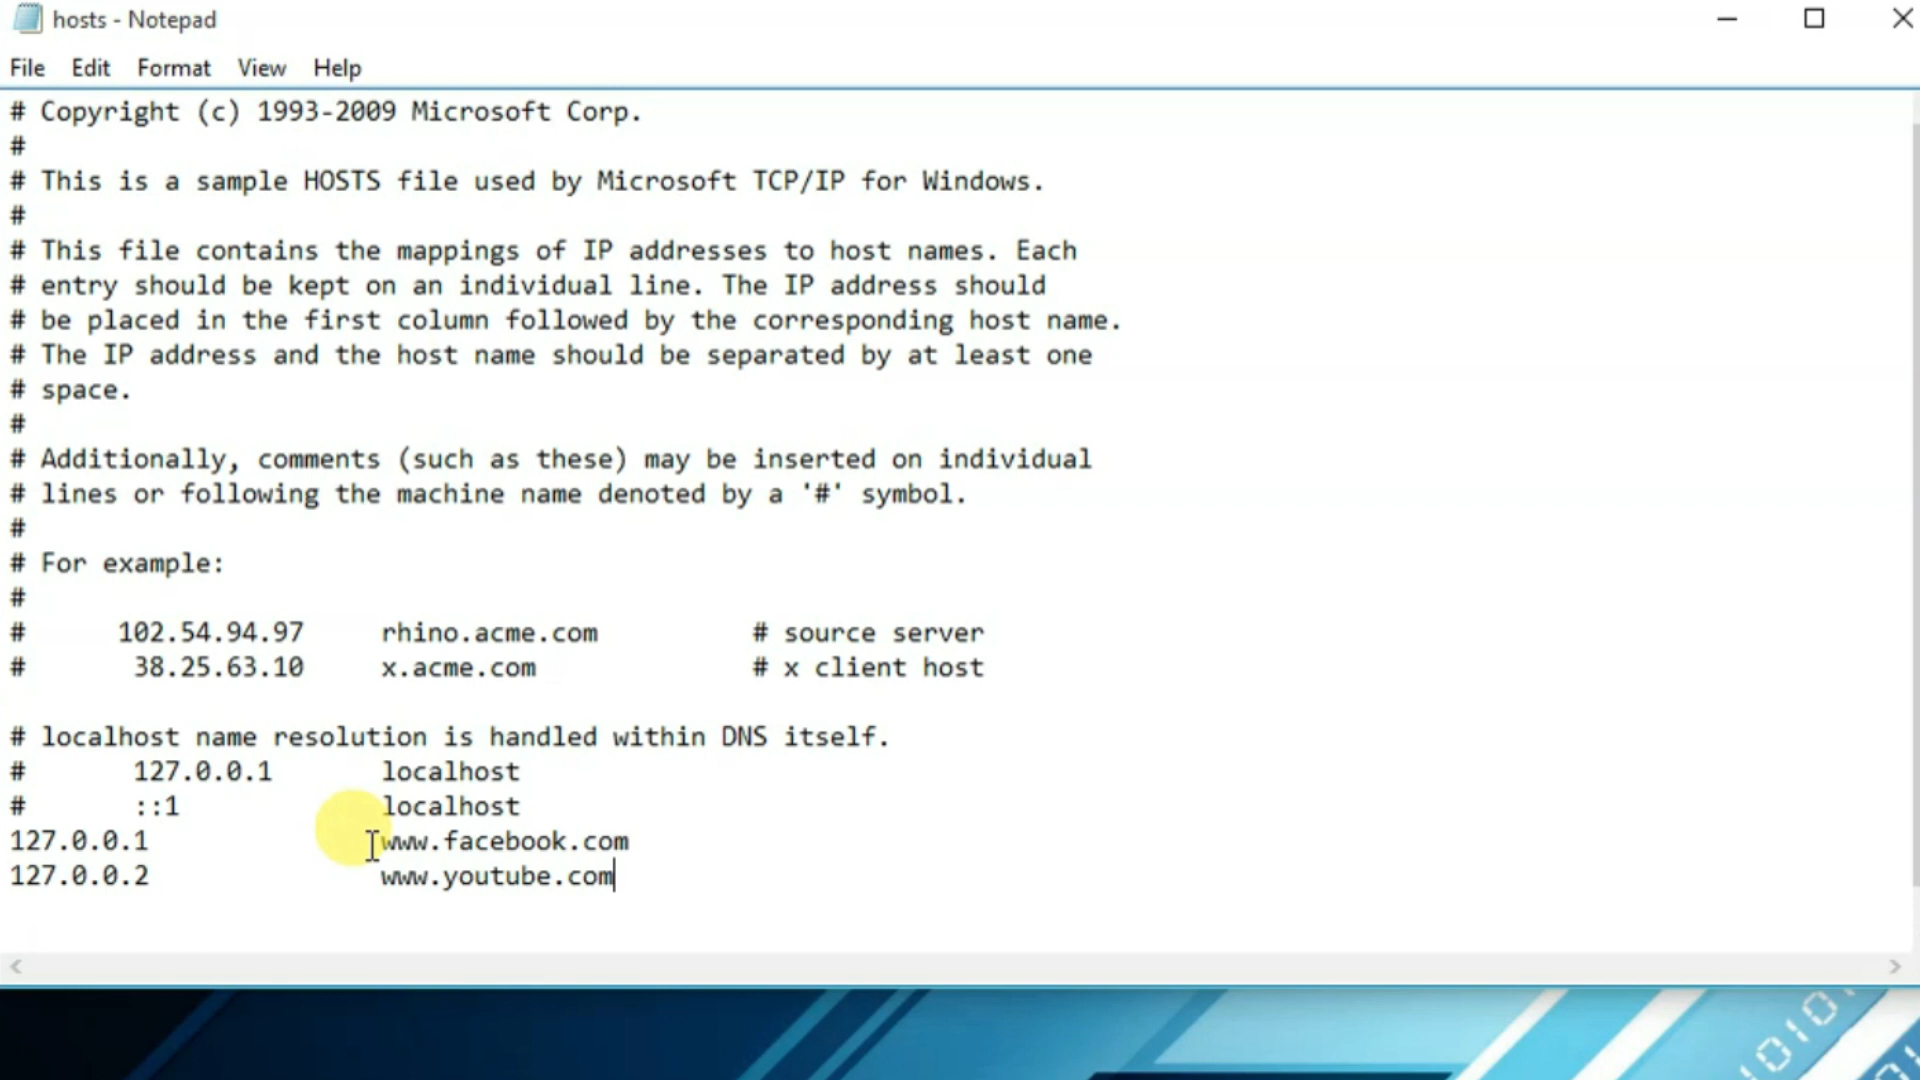 hosts - Notepad
File Edit Format View Help
# Copyright (c) 1993-2009 Microsoft Corp.
#
# This is a sample HOSTS file used by Microsoft TCP/IP for Windows.
#
# This file contains the mappings of IP addresses to host names. Each
# entry should be kept on an individual line. The IP address should
# be placed in the first column followed by the corresponding host name.
# The IP address and the host name should be separated by at least one
# space.
#
# Additionally, comments (such as these) may be inserted on individual
# lines or following the machine name denoted by a '#' symbol.
#
# For example:
#
#      102.54.94.97     rhino.acme.com          # source server
#       38.25.63.10     x.acme.com              # x client host

# localhost name resolution is handled within DNS itself.
#       127.0.0.1       localhost
#       ::1             localhost
127.0.0.1               www.facebook.com
127.0.0.2               www.youtube.com